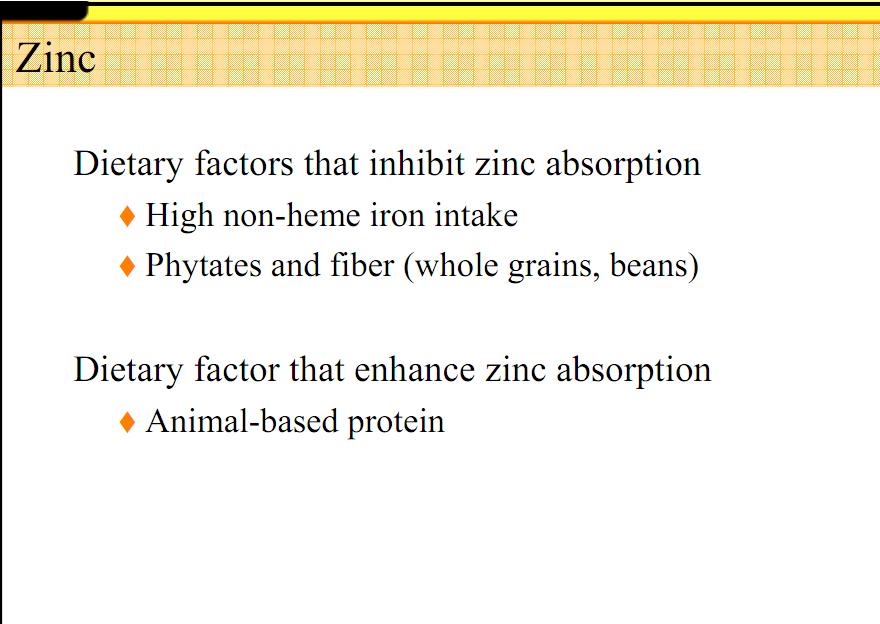 Zinc
Dietary factors that inhibit zinc absorption
High non-heme iron intake
Phytates and fiber (whole grains, beans)
Dietary factor that enhance zinc absorption
Animal-based protein